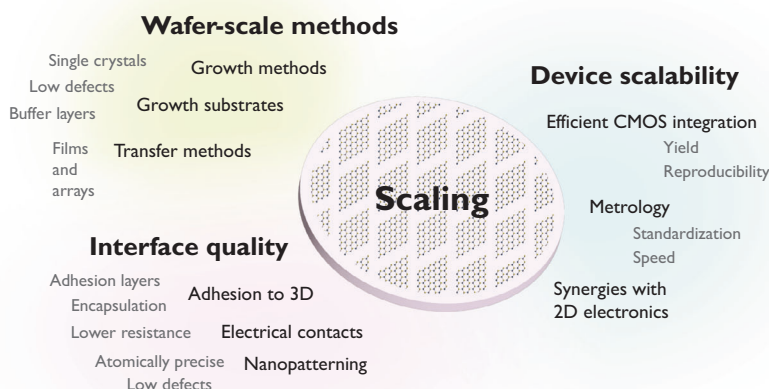 Wafer-scale methods
Single crystals
Growth methods
Low defects
Growth substrates
Buffer layers
Transfer methods
Films
and
arrays
Device scalability
Efficient CMOS integration
Yield
Reproducibility
Metrology
Standardization
Speed
Synergies with
2D electronics
Scaling
Interface quality
Adhesion layers
Adhesion to 3D
Encapsulation
Lower resistance
Electrical contacts
Atomically precise
Nanopatterning
Low defects